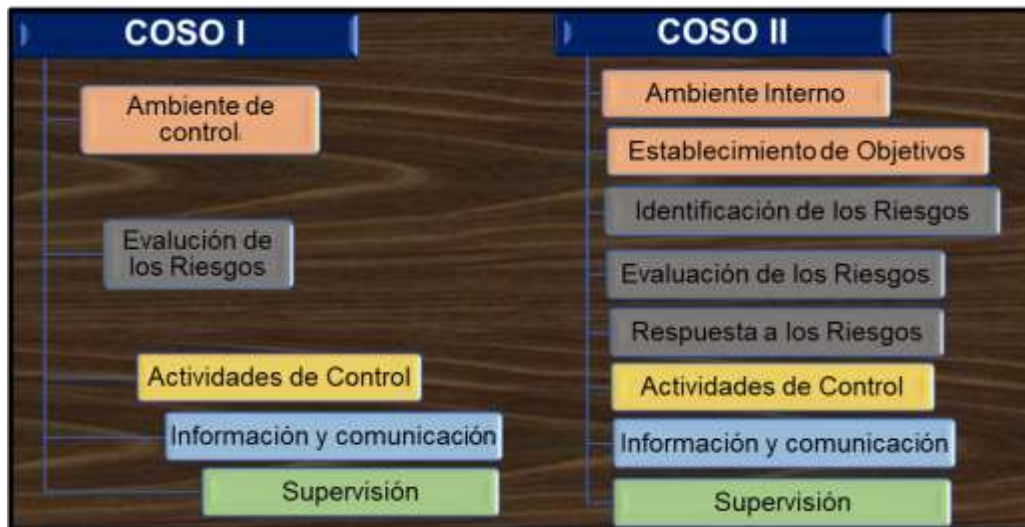 COSO I
Ambiente de
control
Evalución de
los Riesgos
Actividades de Control
Información y comunicación
Supervisión
COSO II
Ambiente Interno
Establecimiento de Objetivos
Identificación de los Riesgos
Evaluación de los Riesgos
Respuesta a los Riesgos
Actividades de Control
Información y comunicación
Supervisión